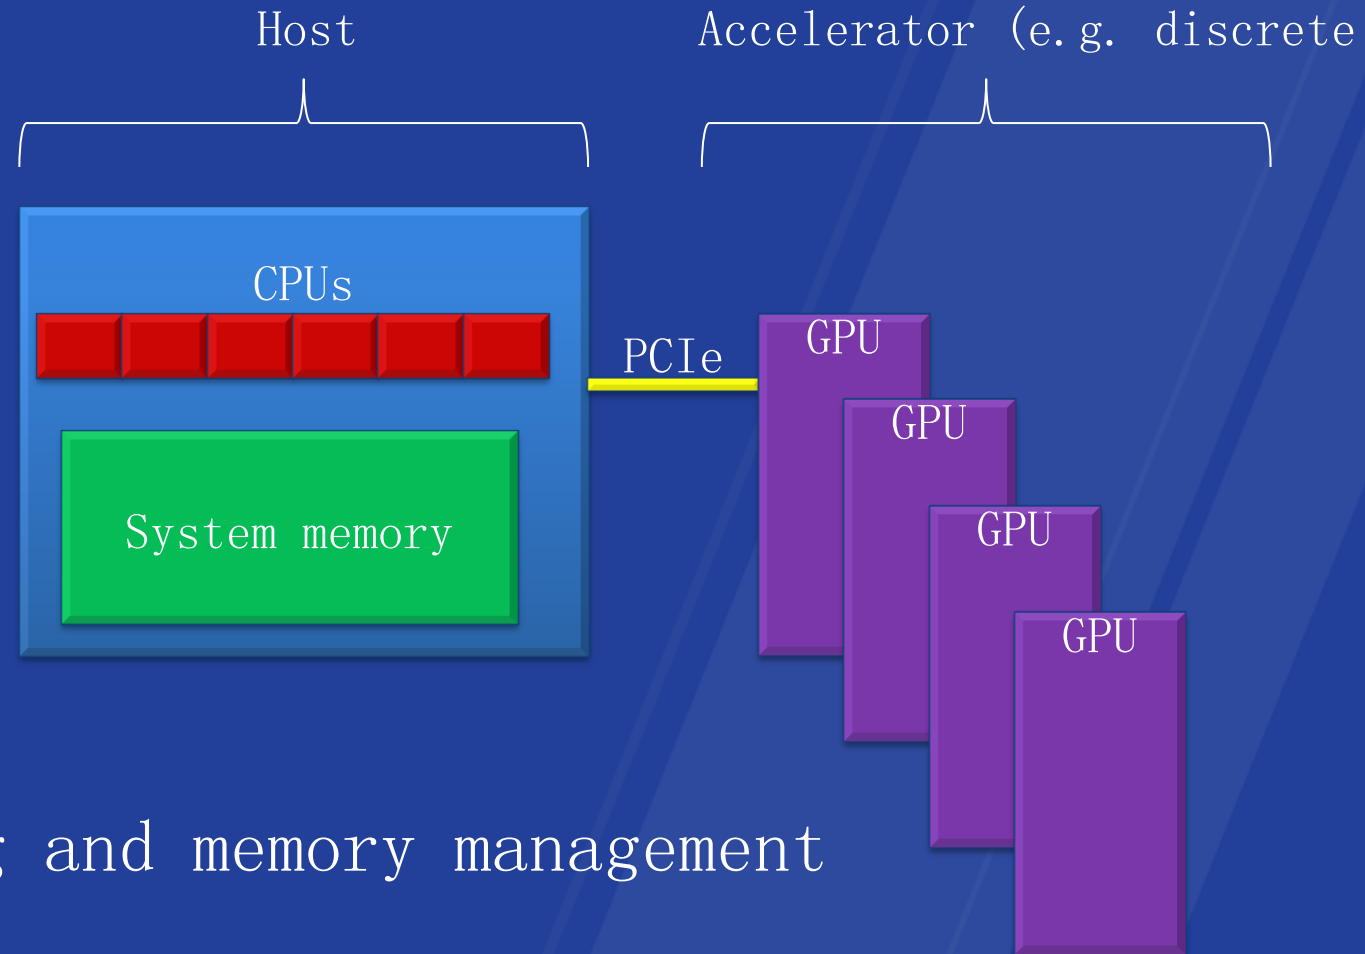 Host
Accelerator (e.g. discrete
CPUs
PCIe
GPU
GPU
System memory
GPU
GPU
and memory management